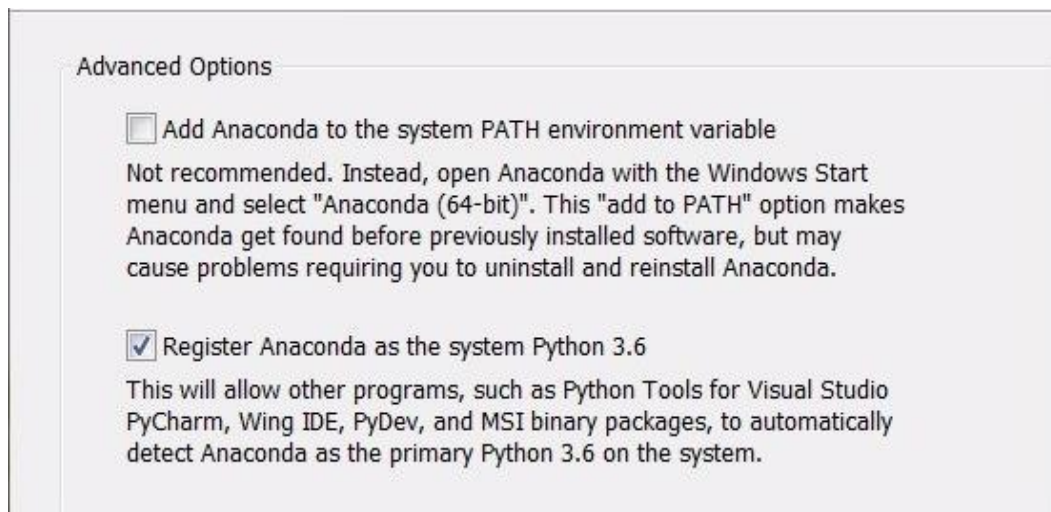 Advanced Options
Add Anaconda to the system PATH environment variable
Not recommended. Instead, open Anaconda with the Windows Start
menu and select "Anaconda (64-bit)". This "add to PATH" option makes
Anaconda get found before previously installed software, but may
cause problems requiring you to uninstall and reinstall Anaconda.
Register Anaconda as the system Python 3.6
This will allow other programs, such as Python Tools for Visual Studio
PyCharm, Wing IDE, PyDev, and MSI binary packages, to automatically
detect Anaconda as the primary Python 3.6 on the system.